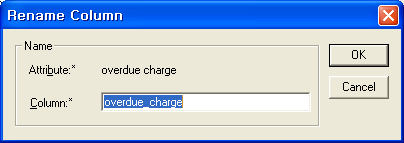 Rename Column
Name
Attribute:* overdue charge
Column:* overdue_charge
OK
Cancel